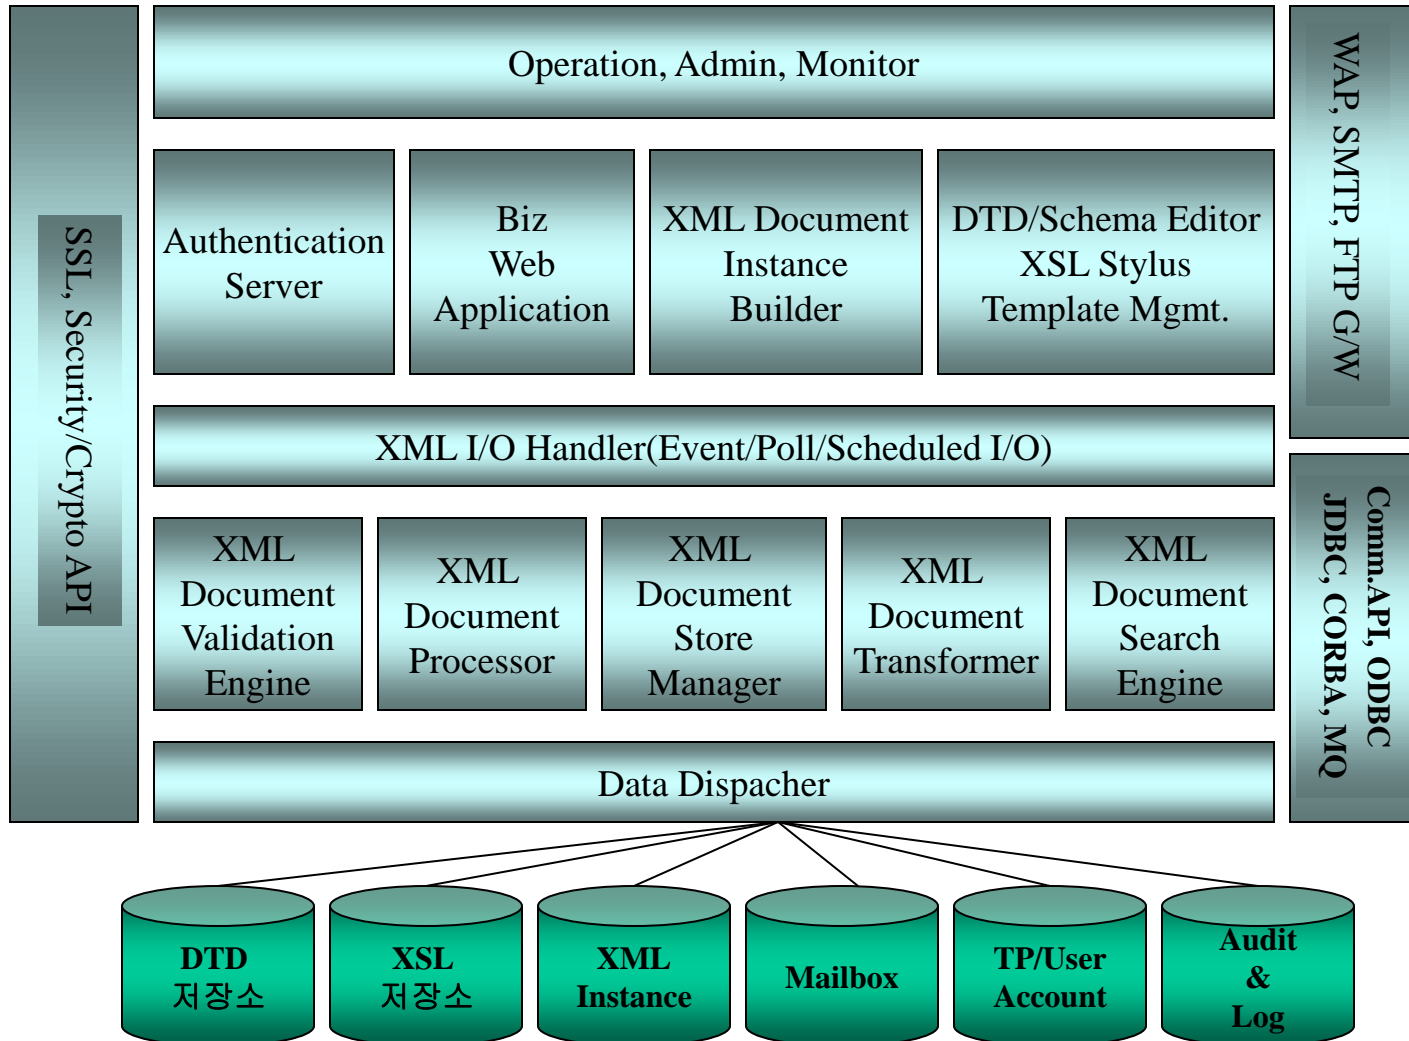 Operation, Admin, Monitor
SSL, Security/Crypto API
WAP, SMTP, FTP G/W
Authentication
Server
Biz
Web
Application
XML Document
Instance
Builder
DTD/Schema Editor
XSL Stylus
Template Mgmt.
XML I/O Handler(Event/Poll/Scheduled I/O)
Comm.API, ODBC
JDBC, CORBA, MQ
XML
Document
Validation
Engine
XML
Document
Processor
XML
Document
Store
Manager
XML
Document
Transformer
XML
Document
Search
Engine
Data Dispacher
DTD
저장소
XSL
저장소
XML
Instance
Mailbox
TP/User
Account
Audit
&
Log